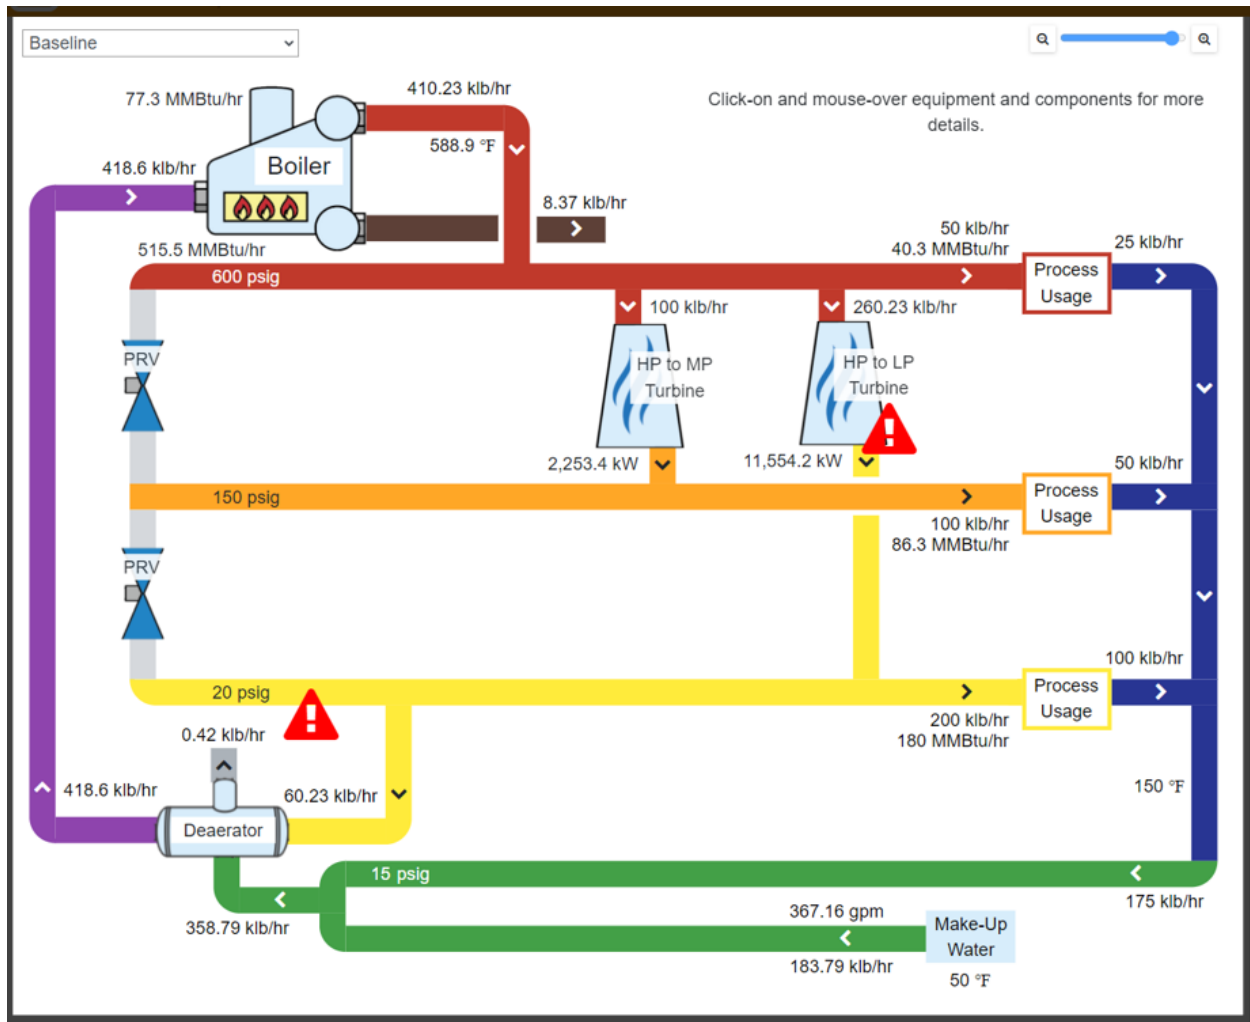 Baseline
77.3 MMBtu/hr
410.23 klb/hr
Click-on and mouse-over equipment and components for more
details.
588.9 °F
418.6 klb/hr
Boiler
8.37 klb/hr
515.5 MMBtu/hr
50 klb/hr
40.3 MMBtu/hr
25 klb/hr
600 psig
Process
Usage
100 klb/hr
260.23 klb/hr
PRV
HP to MP
Turbine
HP to LP
Turbine
2,253.4 kW
11,554.2 kW
50 klb/hr
150 psig
Process
Usage
100 klb/hr
86.3 MMBtu/hr
PRV
100 klb/hr
20 psig
Process
Usage
200 klb/hr
180 MMBtu/hr
0.42 klb/hr
418.6 klb/hr
60.23 klb/hr
150 °F
Deaerator
15 psig
175 klb/hr
358.79 klb/hr
367.16 gpm
Make-Up
Water
183.79 klb/hr
50 °F